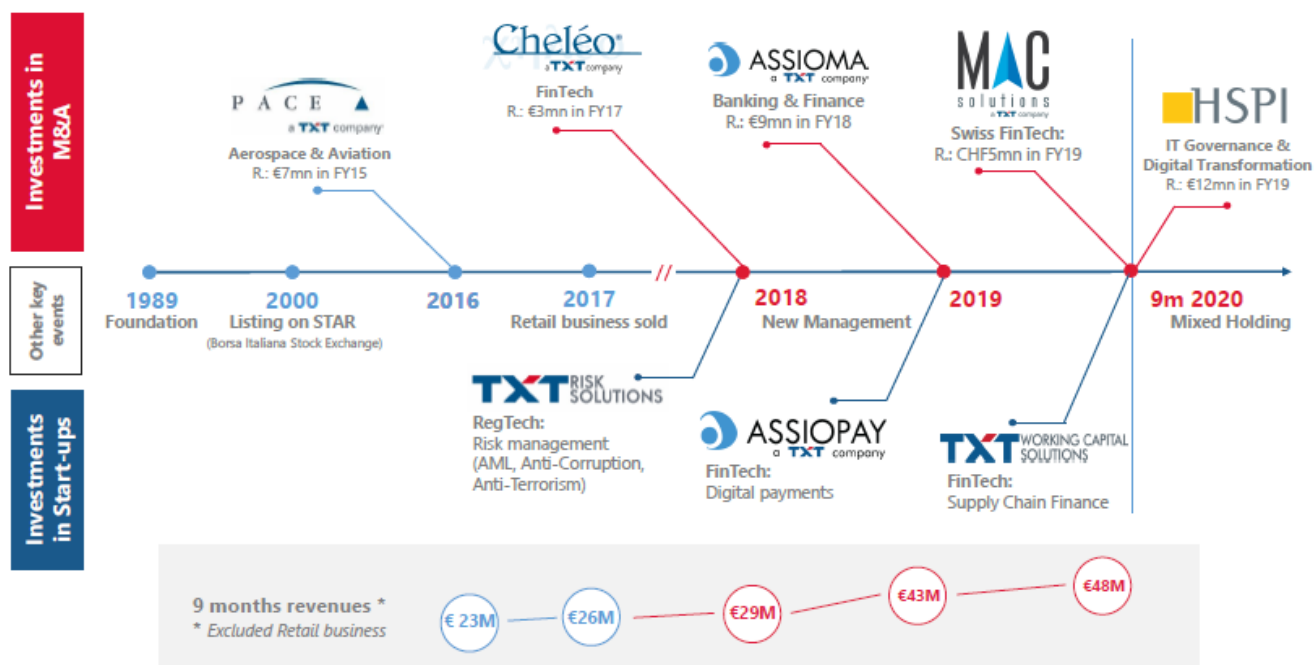 Investments in
M&A
PACE
a TXT company
Aerospace & Aviation
R.: €7mn in FY15
Cheléo
a TXT company
FinTech
R.: €3mn in FY17
ASSIOMA
a TXT company
Banking & Finance
R.: €9mn in FY18
MAC
solutions
a TXT company
Swiss FinTech:
R.: CHF5mn in FY19
HSPI
IT Governance &
Digital Transformation
R.: €12mn in FY19
Other key
events
1989
Foundation
2000
Listing on STAR
(Borsa Italiana Stock Exchange)
2016
2017
Retail business sold
//
2018
New Management
2019
9m 2020
Mixed Holding
Investments
in Start-ups
TXT RISK
SOLUTIONS
RegTech:
Risk management
(AML, Anti-Corruption,
Anti-Terrorism)
ASSIOPAY
a TXT company
FinTech:
Digital payments
TXT WORKING CAPITAL
SOLUTIONS
FinTech:
Supply Chain Finance
9 months revenues *
* Excluded Retail business
€ 23M
€26M
€29M
€43M
€48M